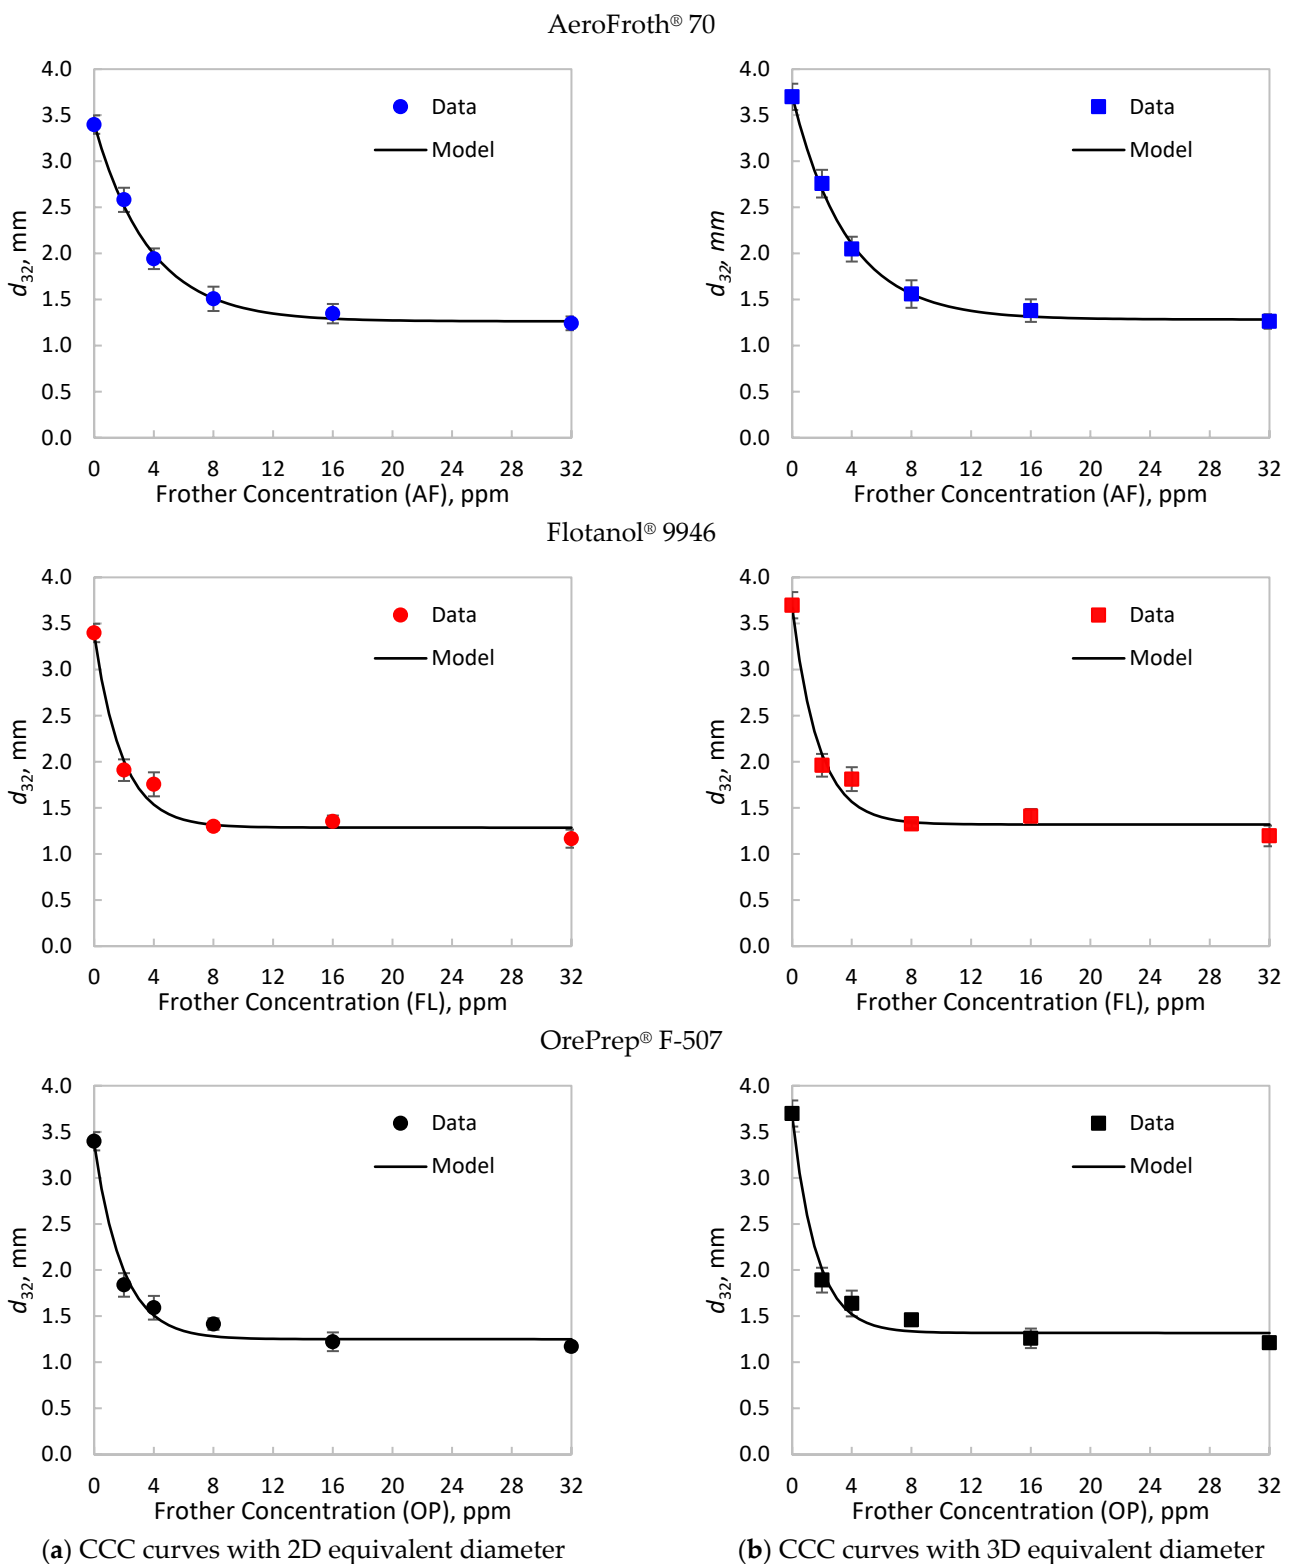 AeroFroth® 70
4.0
3.5
3.0
2.5
2.0
1.5
1.0
0.5
0.0
d32, mm
Data
Model
0 4 8 12 16 20 24 28 32
Frother Concentration (AF), ppm
4.0
3.5
3.0
2.5
2.0
1.5
1.0
0.5
0.0
d32, mm
Data
Model
0 4 8 12 16 20 24 28 32
Frother Concentration (AF), ppm
Flotanol® 9946
4.0
3.5
3.0
2.5
2.0
1.5
1.0
0.5
0.0
d32, mm
Data
Model
0 4 8 12 16 20 24 28 32
Frother Concentration (FL), ppm
4.0
3.5
3.0
2.5
2.0
1.5
1.0
0.5
0.0
d32, mm
Data
Model
0 4 8 12 16 20 24 28 32
Frother Concentration (FL), ppm
OrePrep® F-507
4.0
3.5
3.0
2.5
2.0
1.5
1.0
0.5
0.0
d32, mm
Data
Model
0 4 8 12 16 20 24 28 32
Frother Concentration (OP), ppm
4.0
3.5
3.0
2.5
2.0
1.5
1.0
0.5
0.0
d32, mm
Data
Model
0 4 8 12 16 20 24 28 32
Frother Concentration (OP), ppm
(a) CCC curves with 2D equivalent diameter
(b) CCC curves with 3D equivalent diameter